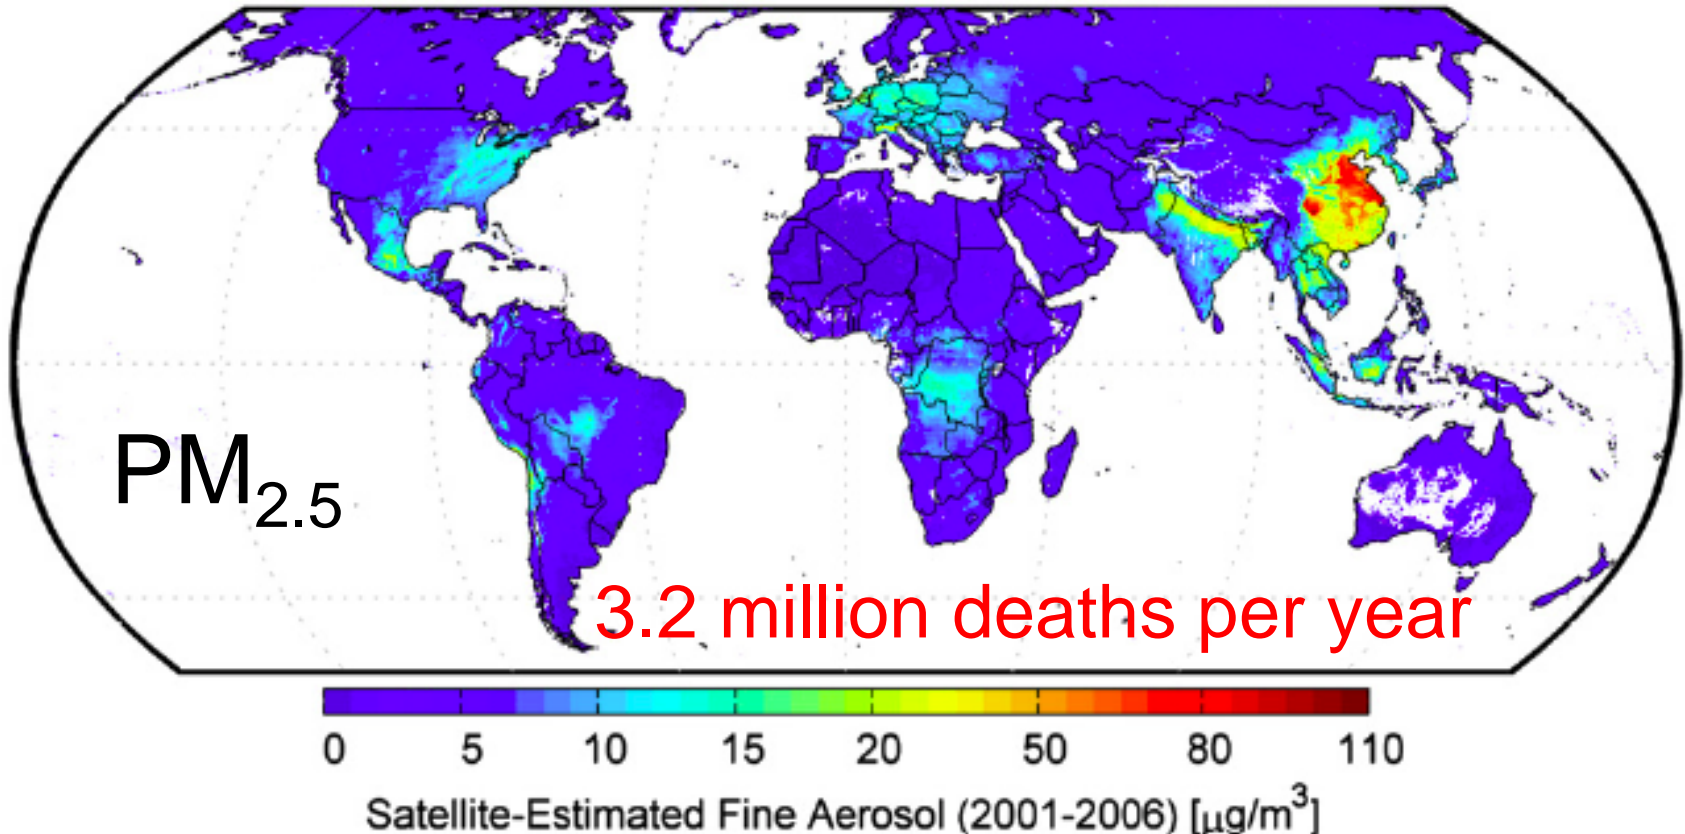 PM₂.₅
3.2 million deaths per year
0 5 10 15 20 50 80 110
Satellite-Estimated Fine Aerosol (2001-2006) [μg/m³]